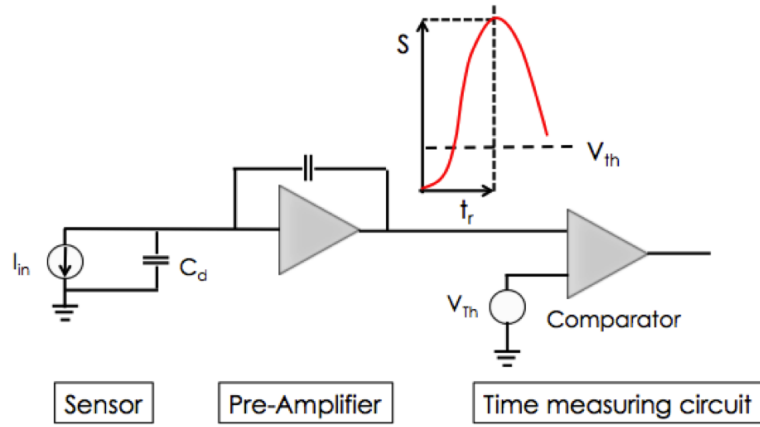 S
V_th
t_r
I_in
C_d
V_Th
Comparator
Sensor
Pre-Amplifier
Time measuring circuit